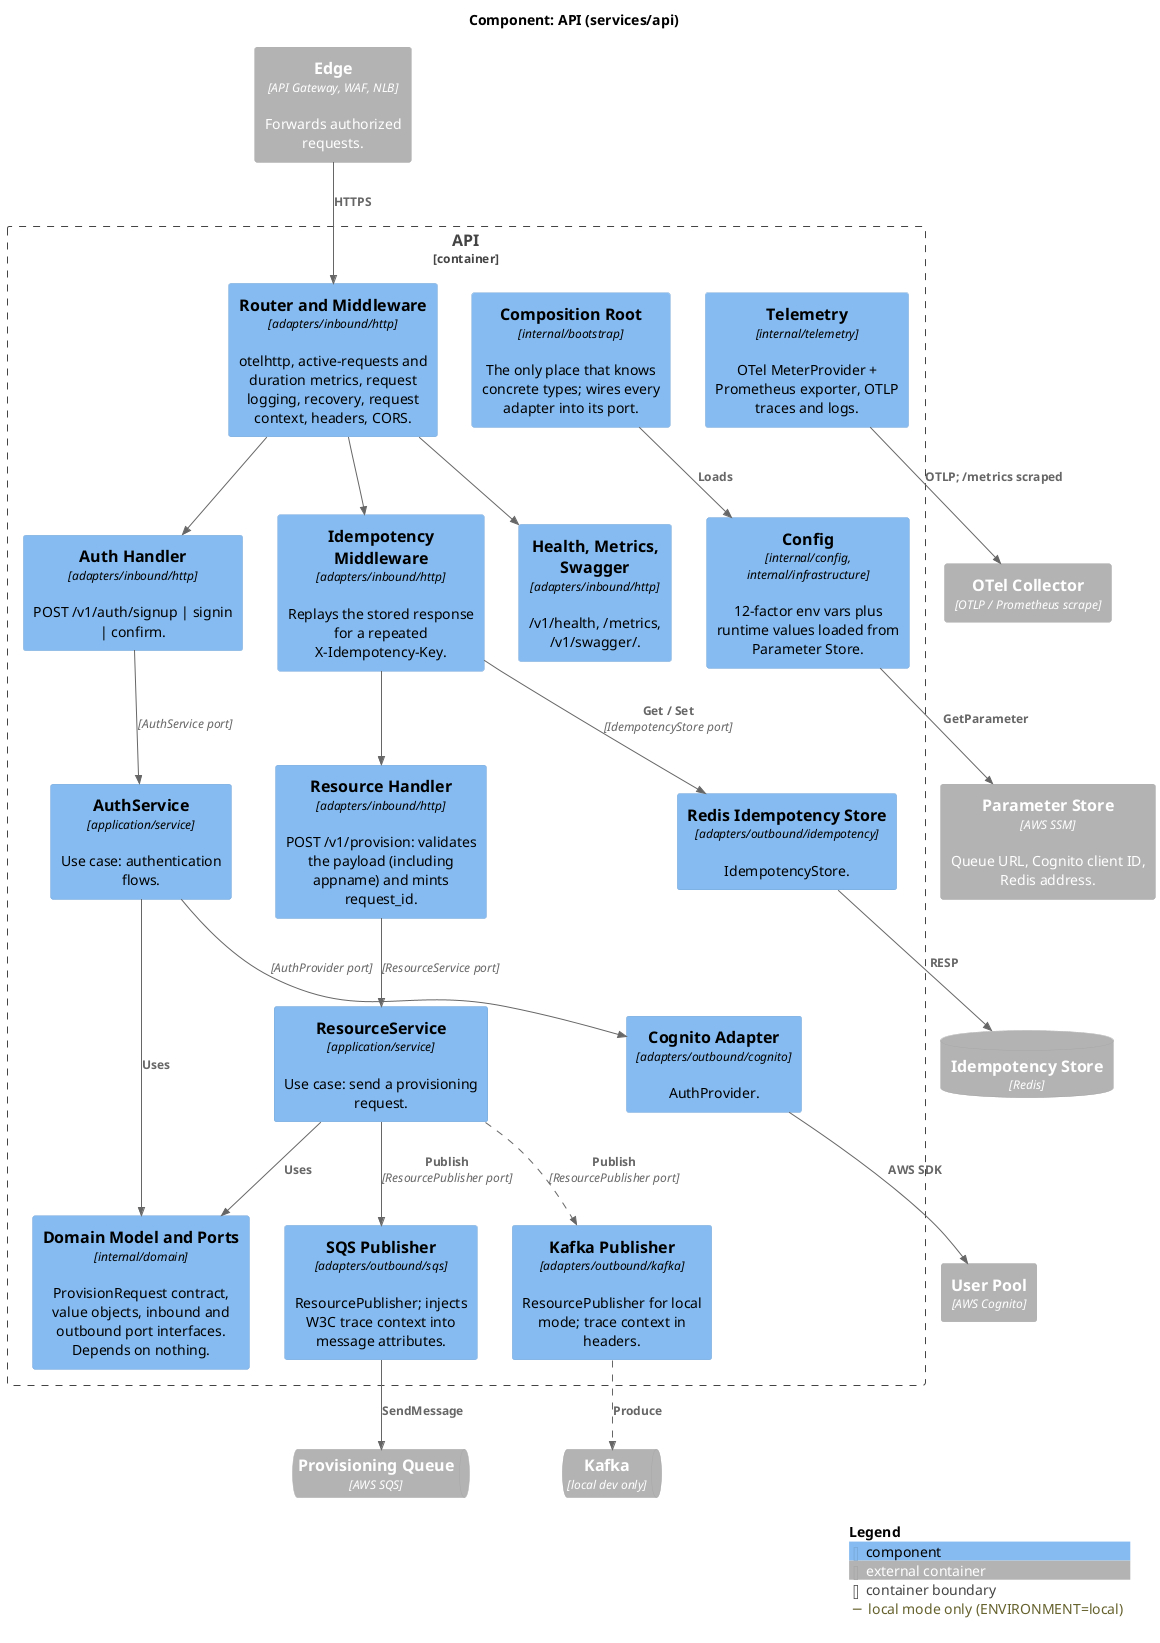 Component: API (services/api)
Edge
[API Gateway, WAF, NLB]
Forwards authorized
requests.
HTTPS
API
[container]
Router and Middleware
[adapters/inbound/http]
otelhttp, active-requests and
duration metrics, request
logging, recovery, request
context, headers, CORS.
Composition Root
[internal/bootstrap]
The only place that knows
concrete types; wires every
adapter into its port.
Telemetry
[internal/telemetry]
OTel MeterProvider +
Prometheus exporter, OTLP
traces and logs.
Loads
OTLP; /metrics scraped
Auth Handler
[adapters/inbound/http]
POST /v1/auth/signup | signin
| confirm.
Idempotency
Middleware
[adapters/inbound/http]
Replays the stored response
for a repeated
X-Idempotency-Key.
Health, Metrics,
Swagger
[adapters/inbound/http]
/v1/health, /metrics,
/v1/swagger/.
Config
[internal/config,
internal/infrastructure]
12-factor env vars plus
runtime values loaded from
Parameter Store.
OTel Collector
[OTLP / Prometheus scrape]
[AuthService port]
Get / Set
[IdempotencyStore port]
GetParameter
AuthService
[application/service]
Use case: authentication
flows.
Resource Handler
[adapters/inbound/http]
POST /v1/provision: validates
the payload (including
appname) and mints
request_id.
Redis Idempotency Store
[adapters/outbound/idempotency]
IdempotencyStore.
Parameter Store
[AWS SSM]
Queue URL, Cognito client ID,
Redis address.
[AuthProvider port]
[ResourceService port]
RESP
Uses
ResourceService
[application/service]
Use case: send a provisioning
request.
Cognito Adapter
[adapters/outbound/cognito]
AuthProvider.
Idempotency Store
[Redis]
Uses
Publish
[ResourcePublisher port]
Publish
[ResourcePublisher port]
AWS SDK
Domain Model and Ports
[internal/domain]
ProvisionRequest contract,
value objects, inbound and
outbound port interfaces.
Depends on nothing.
SQS Publisher
[adapters/outbound/sqs]
ResourcePublisher; injects
W3C trace context into
message attributes.
Kafka Publisher
[adapters/outbound/kafka]
ResourcePublisher for local
mode; trace context in
headers.
User Pool
[AWS Cognito]
SendMessage
Produce
Provisioning Queue
[AWS SQS]
Kafka
[local dev only]
Legend
component
external container
container boundary
local mode only (ENVIRONMENT=local)